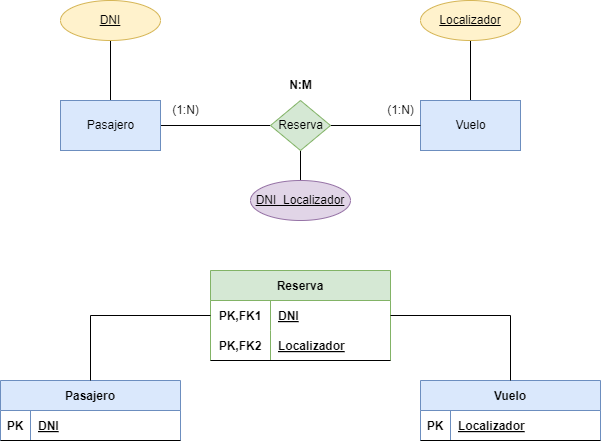 DNI
Localizador
N:M
(1:N)
(1:N)
Pasajero
Reserva
Vuelo
DNI_Localizador
Reserva
PK,FK1 DNI
PK,FK2 Localizador
Pasajero
PK DNI
Vuelo
PK Localizador